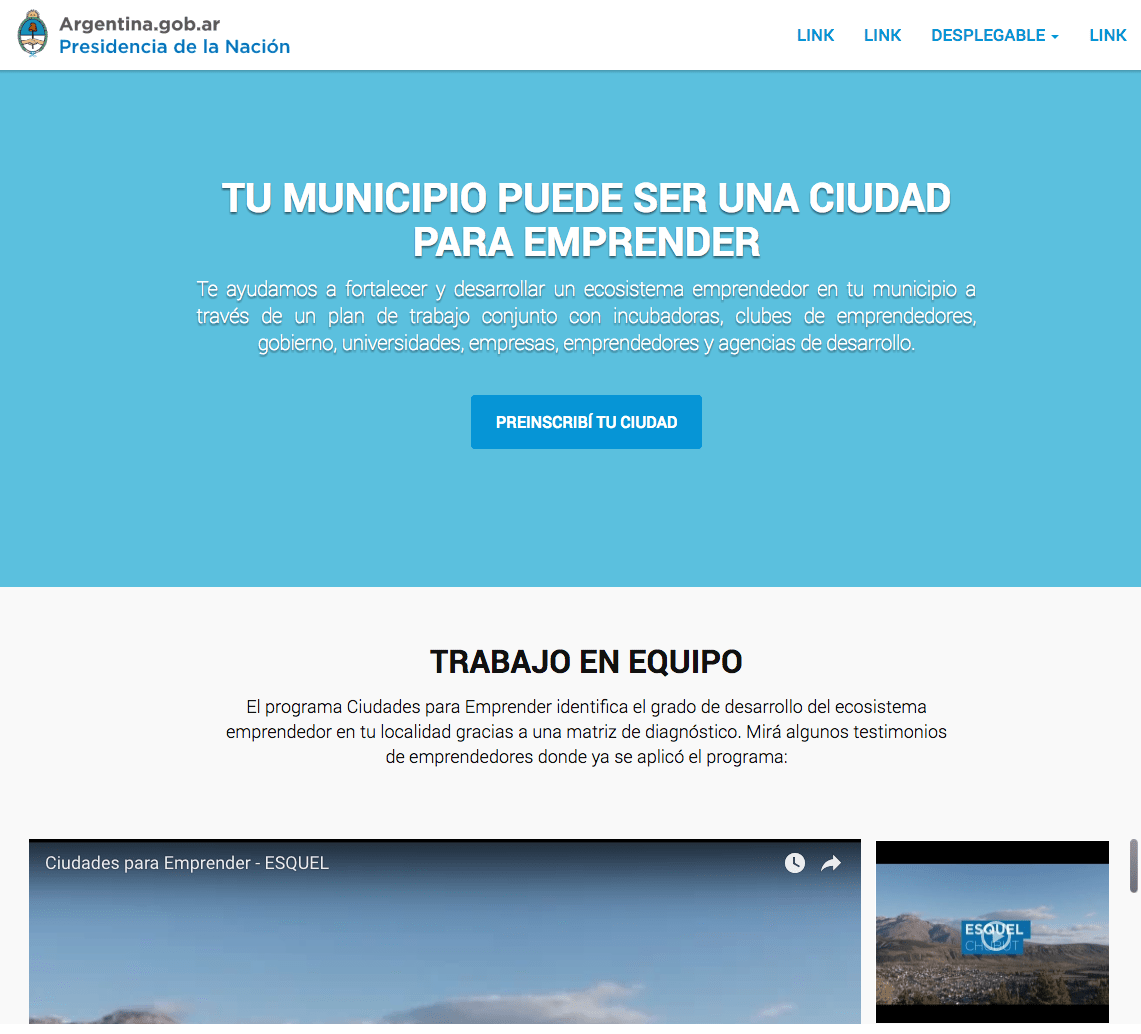 Argentina.gob.ar
Presidencia de la Nación
LINK LINK DESPLEGABLE LINK
TU MUNICIPIO PUEDE SER UNA CIUDAD
PARA EMPRENDER
Te ayudamos a fortalecer y desarrollar un ecosistema emprendedor en tu municipio a
través de un plan de trabajo conjunto con incubadoras, clubes de emprendedores,
gobierno, universidades, empresas, emprendedores y agencias de desarrollo.
PREINSCRIBÍ TU CIUDAD
TRABAJO EN EQUIPO
El programa Ciudades para Emprender identifica el grado de desarrollo del ecosistema
emprendedor en tu localidad gracias a una matriz de diagnóstico. Mirá algunos testimonios
de emprendedores donde ya se aplicó el programa:
Ciudades para Emprender - ESQUEL
ESQUEL
CHUBUT